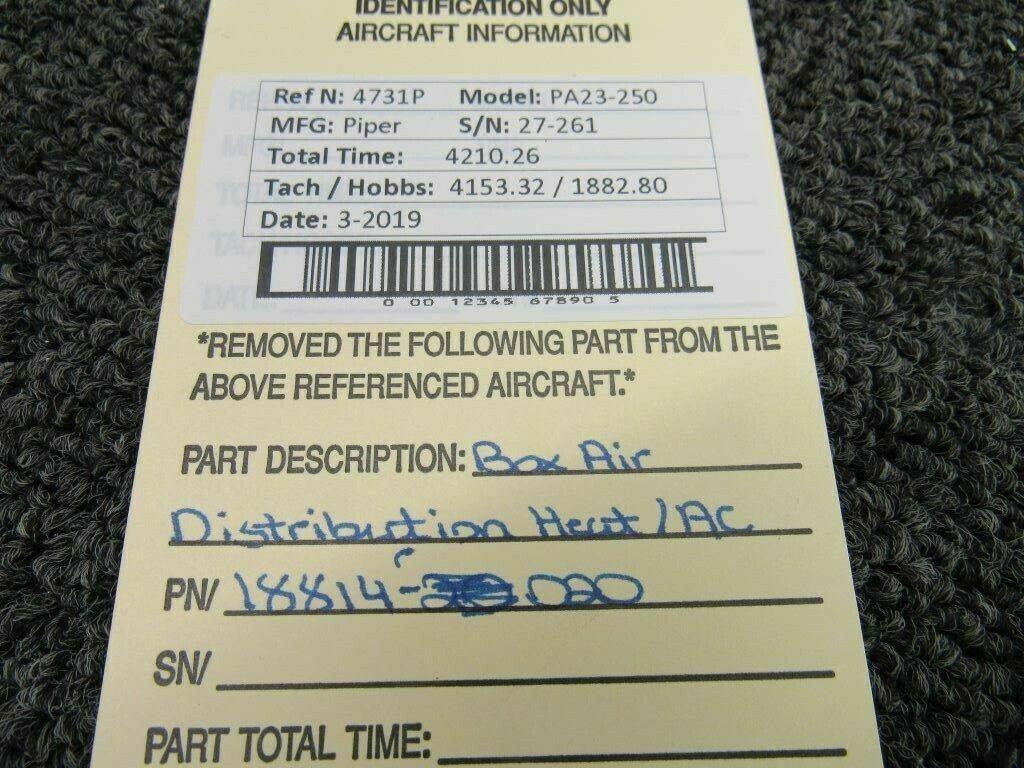 IDENTIFICATION ONLY
AIRCRAFT INFORMATION
Ref N: 4731P Model: PA23-250
MFG: Piper S/N: 27-261
Total Time: 4210.26
Tach / Hobbs: 4153.32 / 1882.80
Date: 3-2019
0 00 12345 67890 5
*REMOVED THE FOLLOWING PART FROM THE
ABOVE REFERENCED AIRCRAFT.*
PART DESCRIPTION: Box Air
Distribution Heat/AC
PN/ 18814-020
SN/
PART TOTAL TIME: